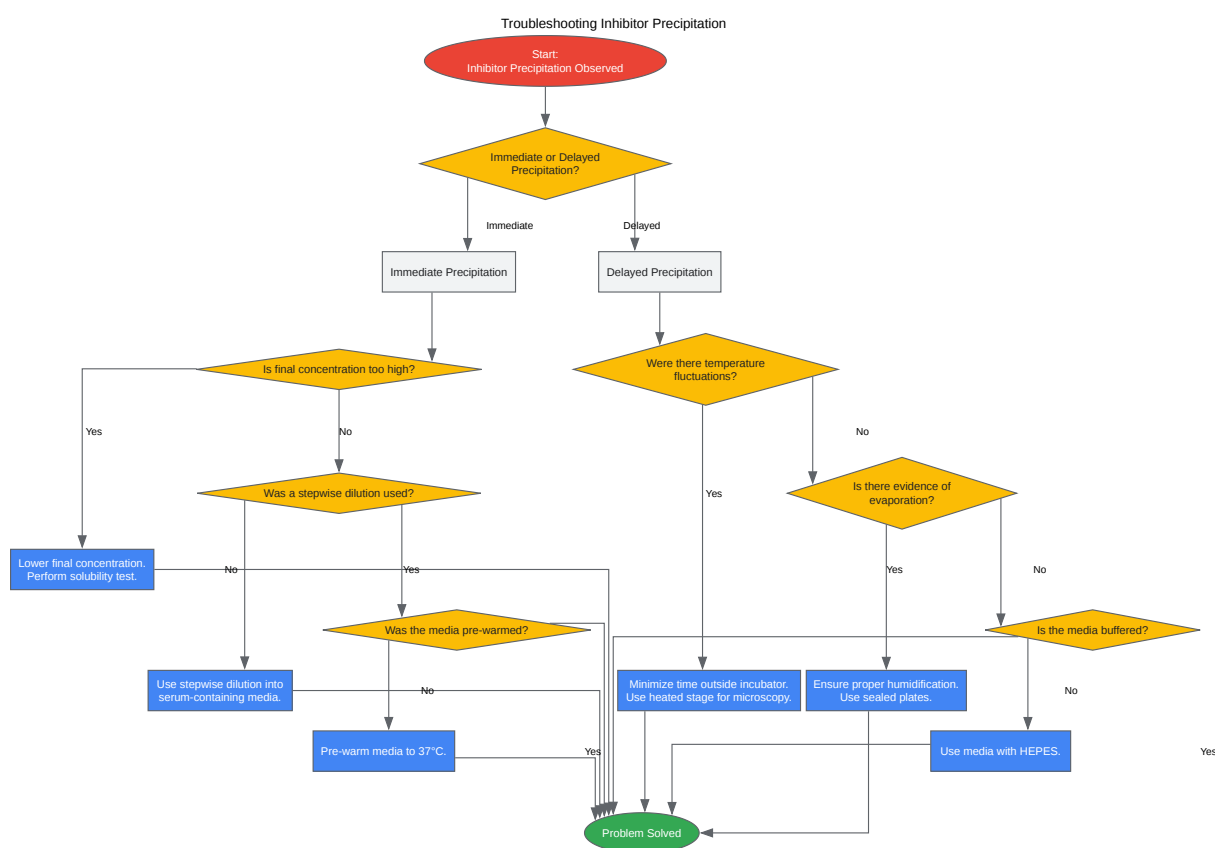 Troubleshooting Inhibitor Precipitation
Start:
Inhibitor Precipitation Observed
Immediate or Delayed
Precipitation?
Immediate
Delayed
Immediate Precipitation
Delayed Precipitation
Is final concentration too high?
Were there temperature
fluctuations?
Yes
No
No
Was a stepwise dilution used?
Yes
Is there evidence of
evaporation?
Lower final concentration.
Perform solubility test.
No
Yes
Yes
No
Was the media pre-warmed?
Is the media buffered?
Use stepwise dilution into
serum-containing media.
No
Minimize time outside incubator.
Use heated stage for microscopy.
Ensure proper humidification.
Use sealed plates.
No
Pre-warm media to 37°C.
Yes
Use media with HEPES.
Yes
Problem Solved